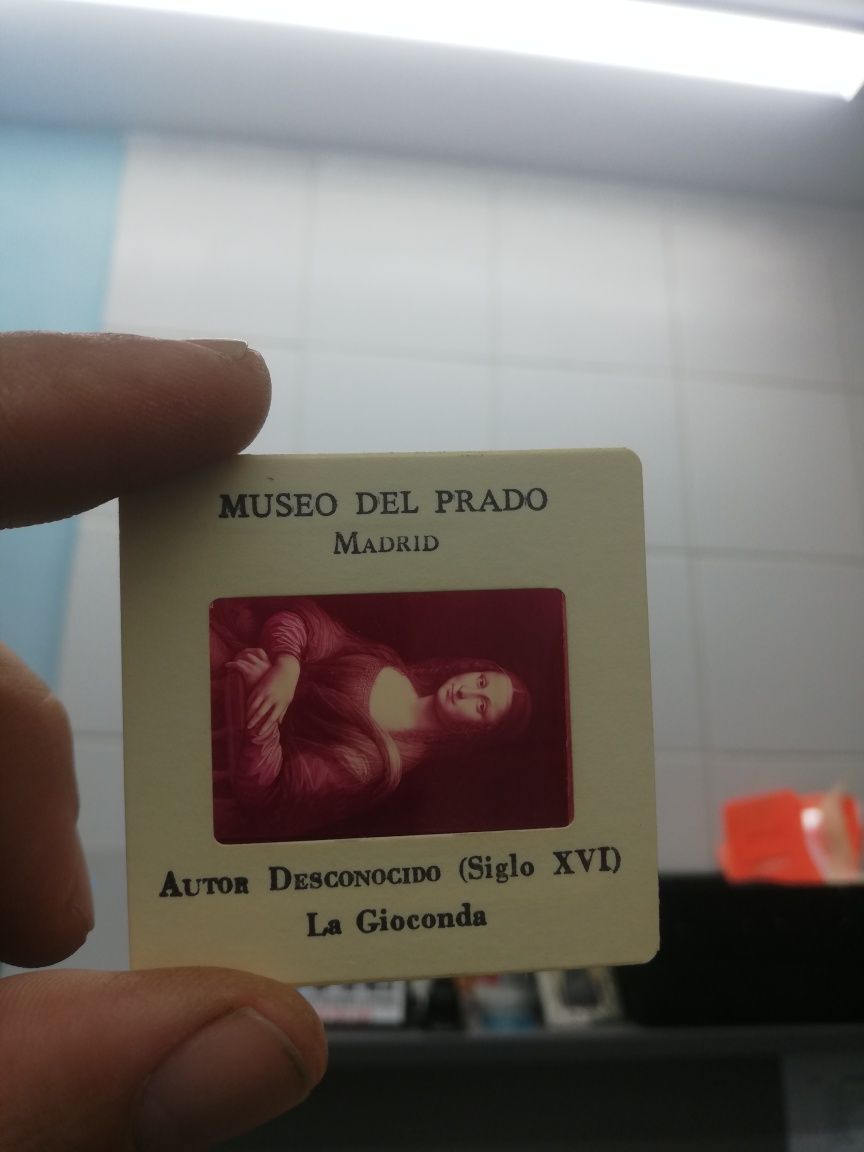 MUSEO DEL PRADO
MADRID
AUTOR DESCONOCIDO (Siglo XVI)
La Gioconda